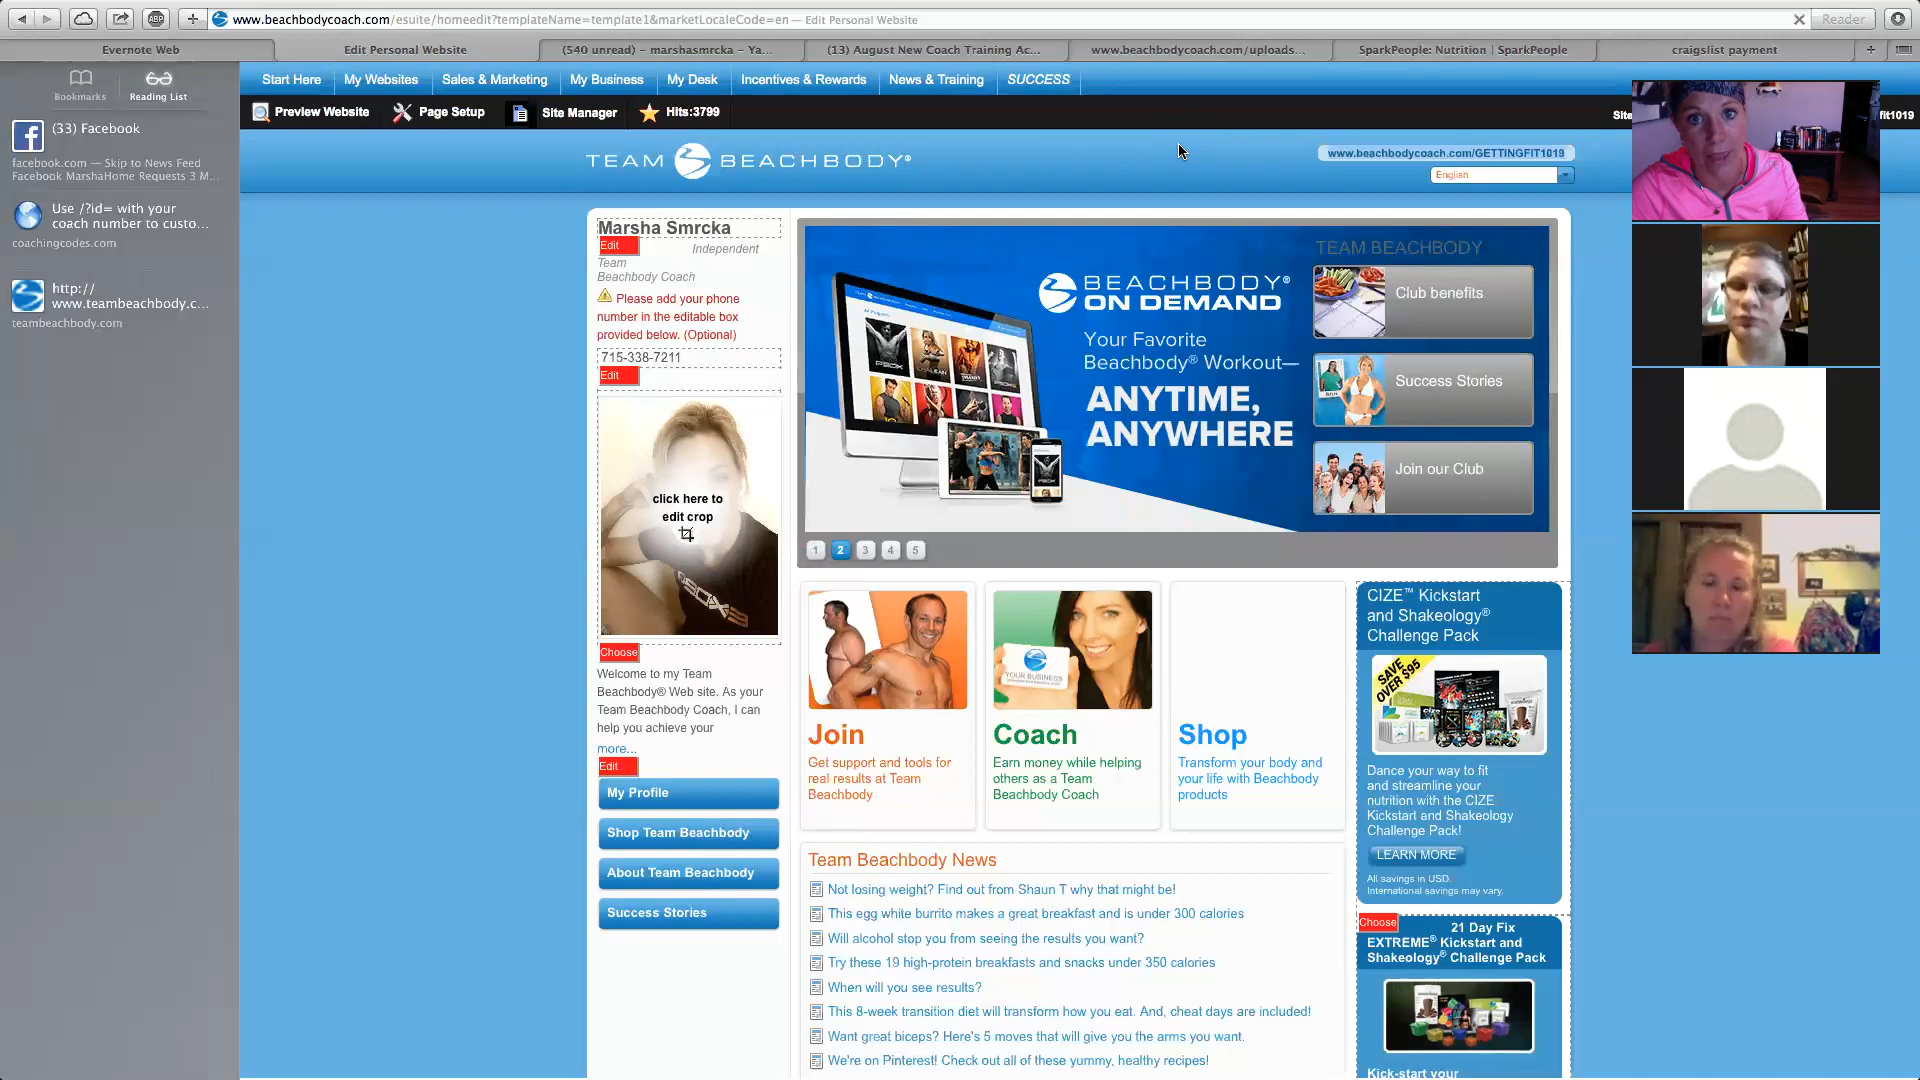 www.beachbodycoach.com/esuite/homeedit?templateName=template1&marketLocaleCode=en — Edit Personal Website
Reader
ABP
Evernote Web
Edit Personal Website
(540 unread) – marshasmrcka – Ya...
(13) August New Coach Training Ac...
www.beachbodycoach.com/uploads...
SparkPeople: Nutrition | SparkPeople
craigslist payment
Bookmarks
Reading List
(33) Facebook
facebook.com — Skip to News Feed
Facebook MarshaHome Requests 3 M...
Use /?id= with your
coach number to custo...
coachingcodes.com
http://
www.teambeachbody.c...
teambeachbody.com
Start Here
My Websites
Sales & Marketing
My Business
My Desk
Incentives & Rewards
News & Training
SUCCESS
Preview Website
Page Setup
Site Manager
Hits:3799
Site
fit1019
TEAM BEACHBODY®
www.beachbodycoach.com/GETTINGFIT1019
English
Marsha Smrcka
Edit
Independent
Team
Beachbody Coach
Please add your phone
number in the editable box
provided below. (Optional)
715-338-7211
Edit
click here to
edit crop
Choose
Welcome to my Team
Beachbody® Web site. As your
Team Beachbody Coach, I can
help you achieve your
more...
Edit
My Profile
Shop Team Beachbody
About Team Beachbody
Success Stories
BEACHBODY®
ON DEMAND
Your Favorite
Beachbody® Workout—
ANYTIME,
ANYWHERE
TEAM BEACHBODY
Club benefits
Success Stories
Join our Club
1 2 3 4 5
Join
Get support and tools for
real results at Team
Beachbody
YOUR BUSINESS
Coach
Earn money while helping
others as a Team
Beachbody Coach
Shop
Transform your body and
your life with Beachbody
products
Team Beachbody News
Not losing weight? Find out from Shaun T why that might be!
This egg white burrito makes a great breakfast and is under 300 calories
Will alcohol stop you from seeing the results you want?
Try these 19 high-protein breakfasts and snacks under 350 calories
When will you see results?
This 8-week transition diet will transform how you eat. And, cheat days are included!
Want great biceps? Here's 5 moves that will give you the arms you want.
We're on Pinterest! Check out all of these yummy, healthy recipes!
CIZE™ Kickstart
and Shakeology®
Challenge Pack
SAVE
OVER $95
Dance your way to fit
and streamline your
nutrition with the CIZE
Kickstart and Shakeology
Challenge Pack!
LEARN MORE
All savings in USD.
International savings may vary.
Choose
21 Day Fix
EXTREME® Kickstart and
Shakeology® Challenge Pack
Kick-start your